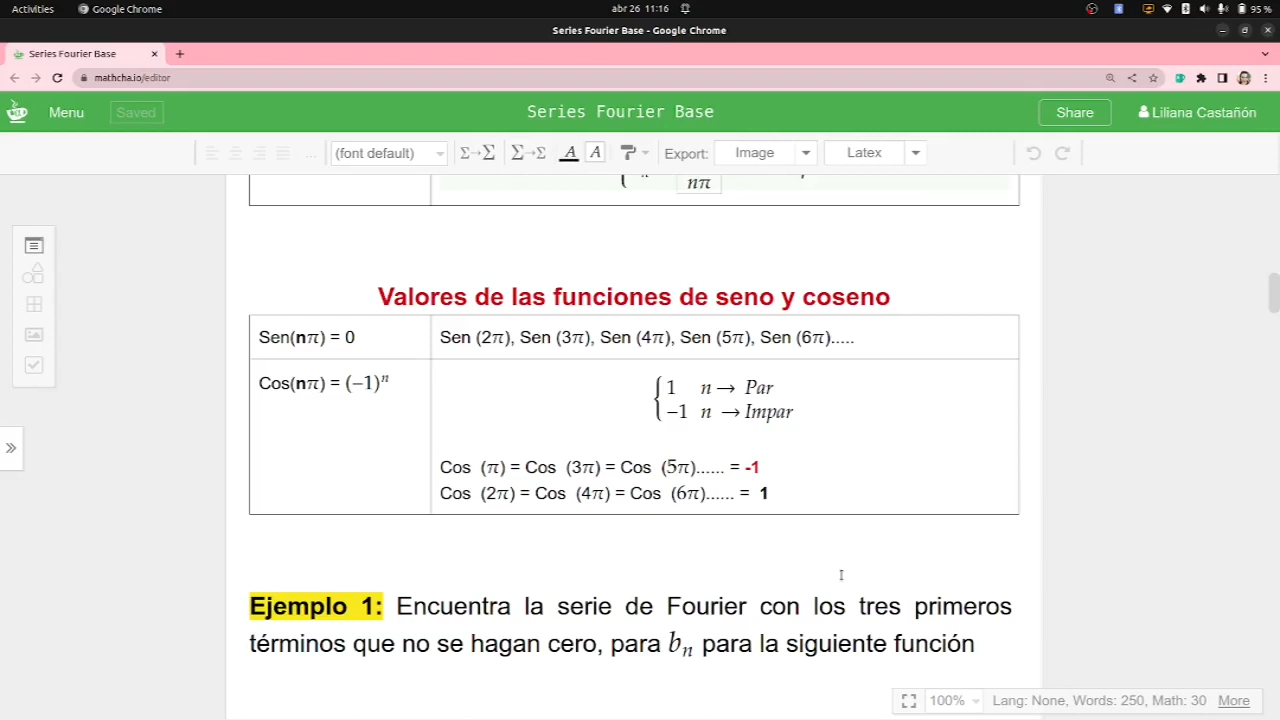 Activities
Google Chrome
abr 26 11:16
95 %
Series Fourier Base - Google Chrome
Series Fourier Base
mathcha.io/editor
Menu
Saved
Series Fourier Base
Share
Liliana Castañón
...
(font default)
Σ→Σ
Σ→Σ
A
A
Export:
Image
Latex
nπ
Valores de las funciones de seno y coseno
Sen(nπ) = 0
Sen (2π), Sen (3π), Sen (4π), Sen (5π), Sen (6π).....
Cos(nπ) = (−1)ⁿ
{ 1 n → Par
−1 n → Impar
Cos (π) = Cos (3π) = Cos (5π)...... = -1
Cos (2π) = Cos (4π) = Cos (6π)...... = 1
Ejemplo 1: Encuentra la serie de Fourier con los tres primeros
términos que no se hagan cero, para bₙ para la siguiente función
100%
Lang: None, Words: 250, Math: 30 More